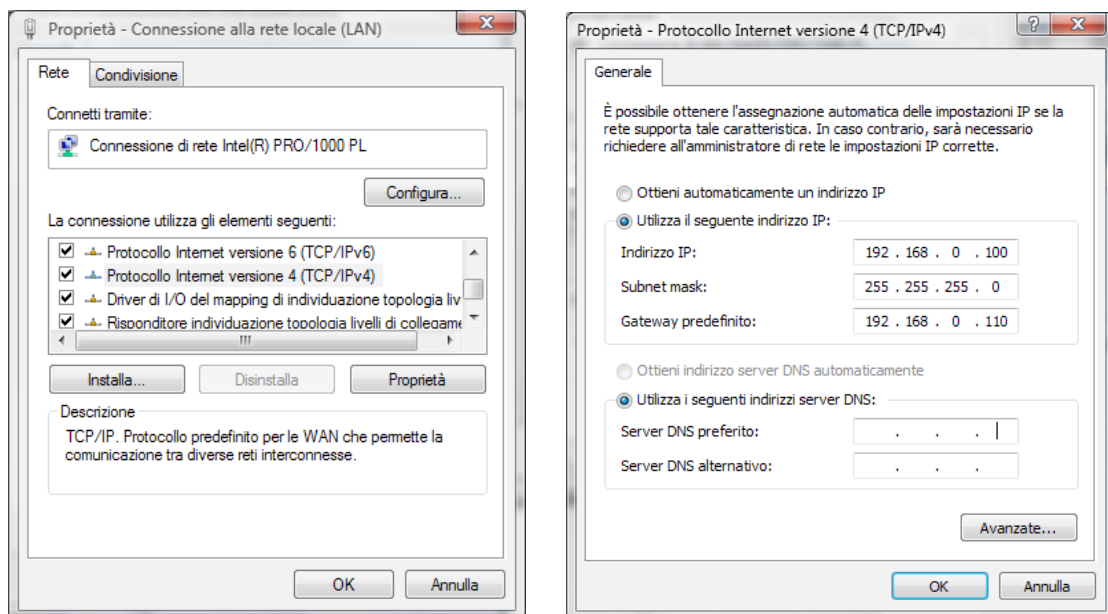 Proprietà - Connessione alla rete locale (LAN)
Rete
Condivisione
Connetti tramite:
Connessione di rete Intel(R) PRO/1000 PL
Configura...
La connessione utilizza gli elementi seguenti:
Protocollo Internet versione 6 (TCP/IPv6)
Protocollo Internet versione 4 (TCP/IPv4)
Driver di I/O del mapping di individuazione topologia liv
Risponditore individuazione topologia livelli di collegame
Installa...
Disinstalla
Proprietà
Descrizione
TCP/IP. Protocollo predefinito per le WAN che permette la
comunicazione tra diverse reti interconnesse.
OK
Annulla
Proprietà - Protocollo Internet versione 4 (TCP/IPv4)
Generale
È possibile ottenere l'assegnazione automatica delle impostazioni IP se la
rete supporta tale caratteristica. In caso contrario, sarà necessario
richiedere all'amministratore di rete le impostazioni IP corrette.
Ottieni automaticamente un indirizzo IP
Utilizza il seguente indirizzo IP:
Indirizzo IP: 192 . 168 . 0 . 100
Subnet mask: 255 . 255 . 255 . 0
Gateway predefinito: 192 . 168 . 0 . 110
Ottieni indirizzo server DNS automaticamente
Utilizza i seguenti indirizzi server DNS:
Server DNS preferito: . . .
Server DNS alternativo: . . .
Avanzate...
OK
Annulla